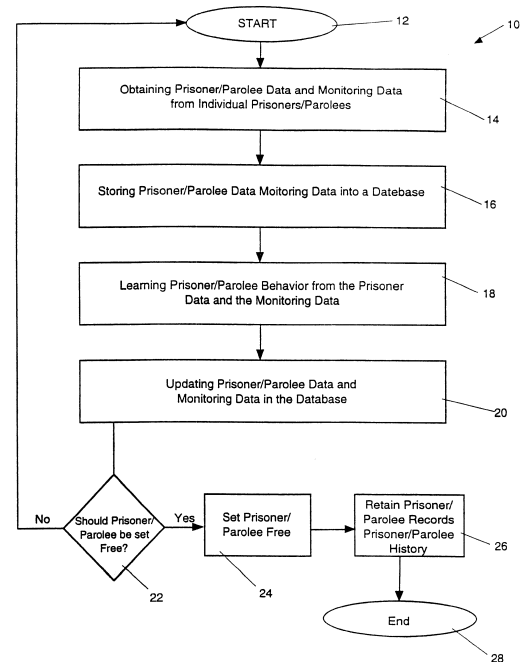 START
12
10
Obtaining Prisoner/Parolee Data and Monitoring Data
from Individual Prisoners/Parolees
14
Storing Prisoner/Parolee Data Moitoring Data into a Datebase
16
Learning Prisoner/Parolee Behavior from the Prisoner
Data and the Monitoring Data
18
Updating Prisoner/Parolee Data and
Monitoring Data in the Database
20
No
Should Prisoner/
Parolee be set
Free?
22
Yes
Set Prisoner/
Parolee Free
24
Retain Prisoner/
Parolee Records
Prisoner/Parolee
History
26
End
28